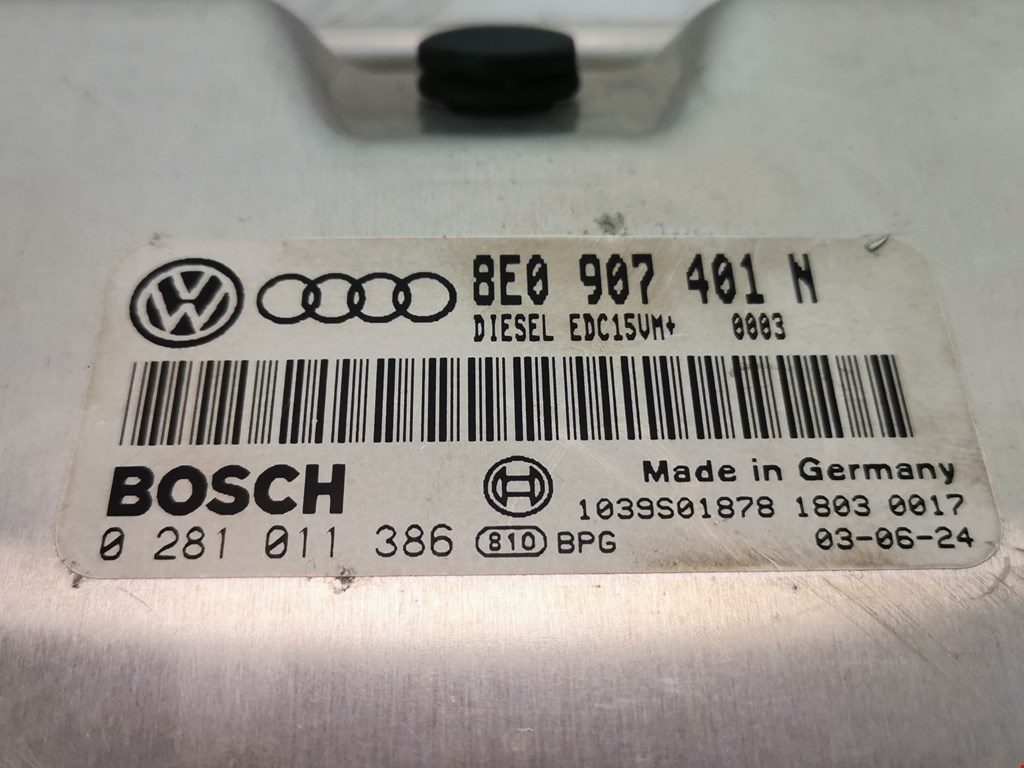 8E0 907 401 N
DIESEL EDC15VM+ 0003
BOSCH
Made in Germany
1039S01878 1803 0017
0 281 011 386 810 BPG 03-06-24